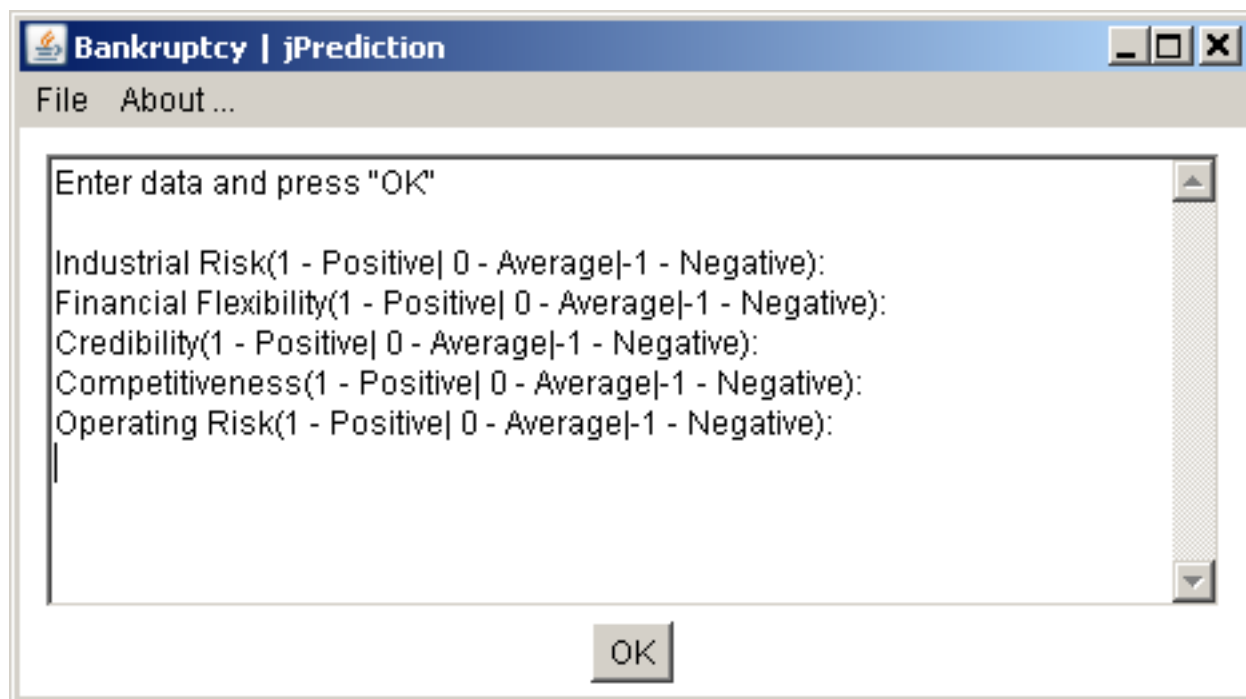 Bankruptcy | jPrediction
File About ...
Enter data and press "OK"
Industrial Risk(1 - Positive| 0 - Average|-1 - Negative):
Financial Flexibility(1 - Positive| 0 - Average|-1 - Negative):
Credibility(1 - Positive| 0 - Average|-1 - Negative):
Competitiveness(1 - Positive| 0 - Average|-1 - Negative):
Operating Risk(1 - Positive| 0 - Average|-1 - Negative):
OK